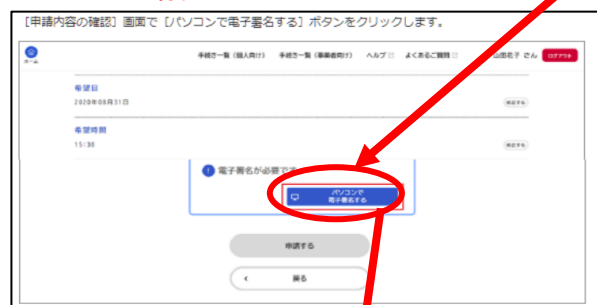 [申請内容の確認] 画面で [パソコンで電子署名する] ボタンをクリックします。
ホーム
手続き一覧（個人向け） 手続き一覧（事業者向け） ヘルプ よくあるご質問 山田花子 さん ログアウト
希望日
2020年08月31日
修正する
希望時間
15:30
修正する
電子署名が必要です
パソコンで
電子署名する
申請する
戻る